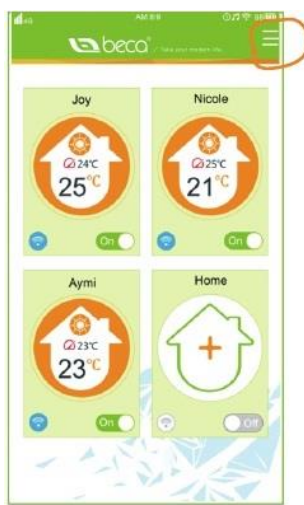 4G AM 8:8
beca® / Take your modern life.
Joy Nicole
24℃ 25℃
25℃ 21℃
On On
Aymi Home
23℃
23℃ +
On Off